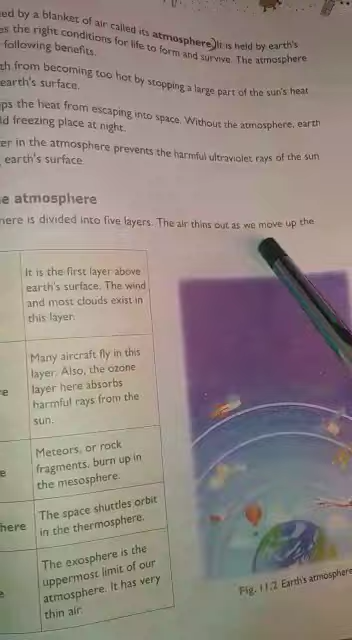 ed by a blanket of air called its atmosphere. It is held by earth's
es the right conditions for life to form and survive. The atmosphere
following benefits.
th from becoming too hot by stopping a large part of the sun's heat
earth's surface.
ps the heat from escaping into space. Without the atmosphere, earth
ld freezing place at night.
er in the atmosphere prevents the harmful ultraviolet rays of the sun
earth's surface.
e atmosphere
here is divided into five layers. The air thins out as we move up the
It is the first layer above
earth's surface. The wind
and most clouds exist in
this layer.
re
Many aircraft fly in this
layer. Also, the ozone
layer here absorbs
harmful rays from the
sun.
e
Meteors, or rock
fragments, burn up in
the mesosphere.
here
The space shuttles orbit
in the thermosphere.
e
The exosphere is the
uppermost limit of our
atmosphere. It has very
thin air.
Fig. 11.2 Earth's atmosphere